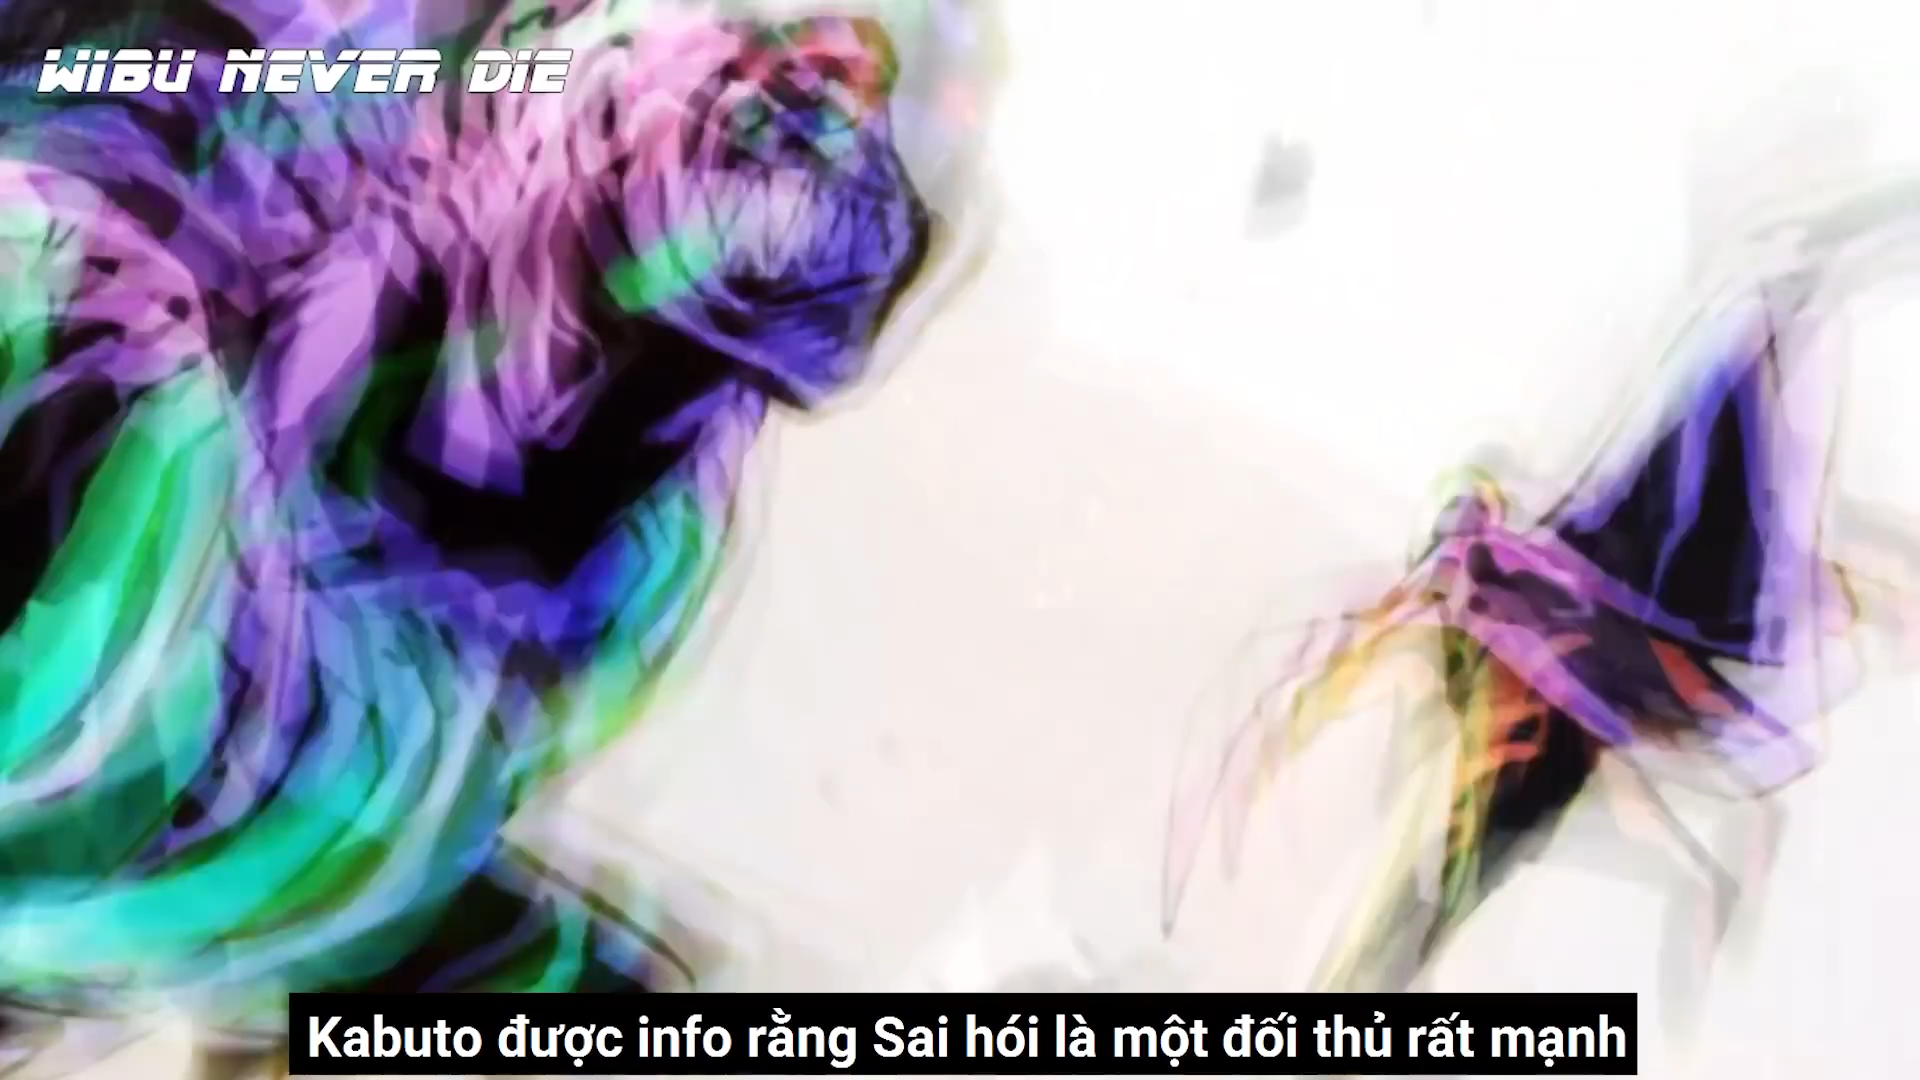 WIBU NEVER DIE
Kabuto được info rằng Sai hói là một đối thủ rất mạnh